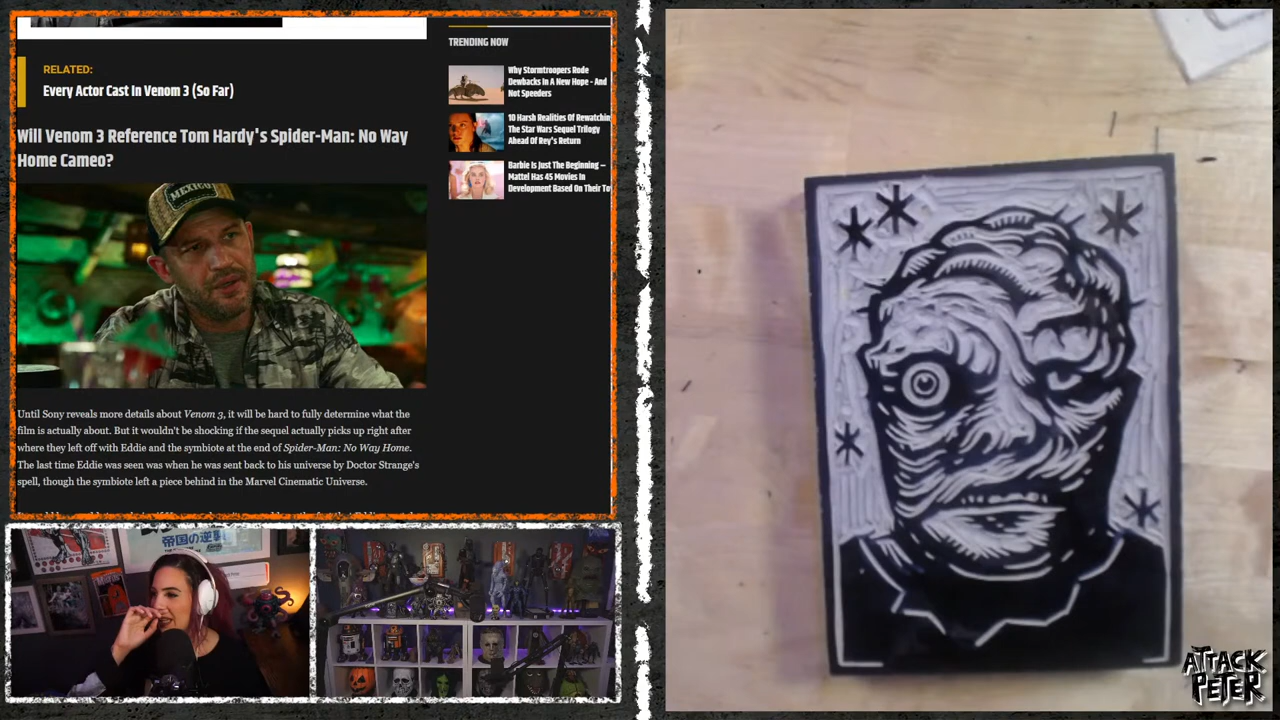 RELATED:
Every Actor Cast In Venom 3 (So Far)
Will Venom 3 Reference Tom Hardy's Spider-Man: No Way
Home Cameo?
MEXICO
Until Sony reveals more details about Venom 3, it will be hard to fully determine what the
film is actually about. But it wouldn't be shocking if the sequel actually picks up right after
where they left off with Eddie and the symbiote at the end of Spider-Man: No Way Home.
The last time Eddie was seen was when he was sent back to his universe by Doctor Strange's
spell, though the symbiote left a piece behind in the Marvel Cinematic Universe.
TRENDING NOW
Why Stormtroopers Rode
Dewbacks In A New Hope - And
Not Speeders
10 Harsh Realities Of Rewatchin
The Star Wars Sequel Trilogy
Ahead Of Rey's Return
Barbie Is Just The Beginning –
Mattel Has 45 Movies In
Development Based On Their To
帝国の逆襲
ATTACK
PETER